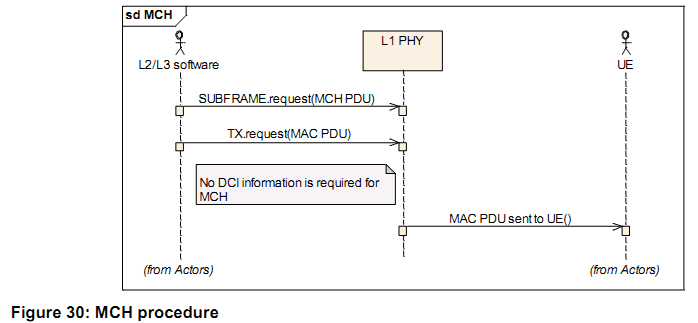 sd MCH
L2/L3 software
L1 PHY
UE
SUBFRAME.request(MCH PDU)
TX.request(MAC PDU)
No DCI information is required for
MCH
MAC PDU sent to UE()
(from Actors)
(from Actors)
Figure 30: MCH procedure